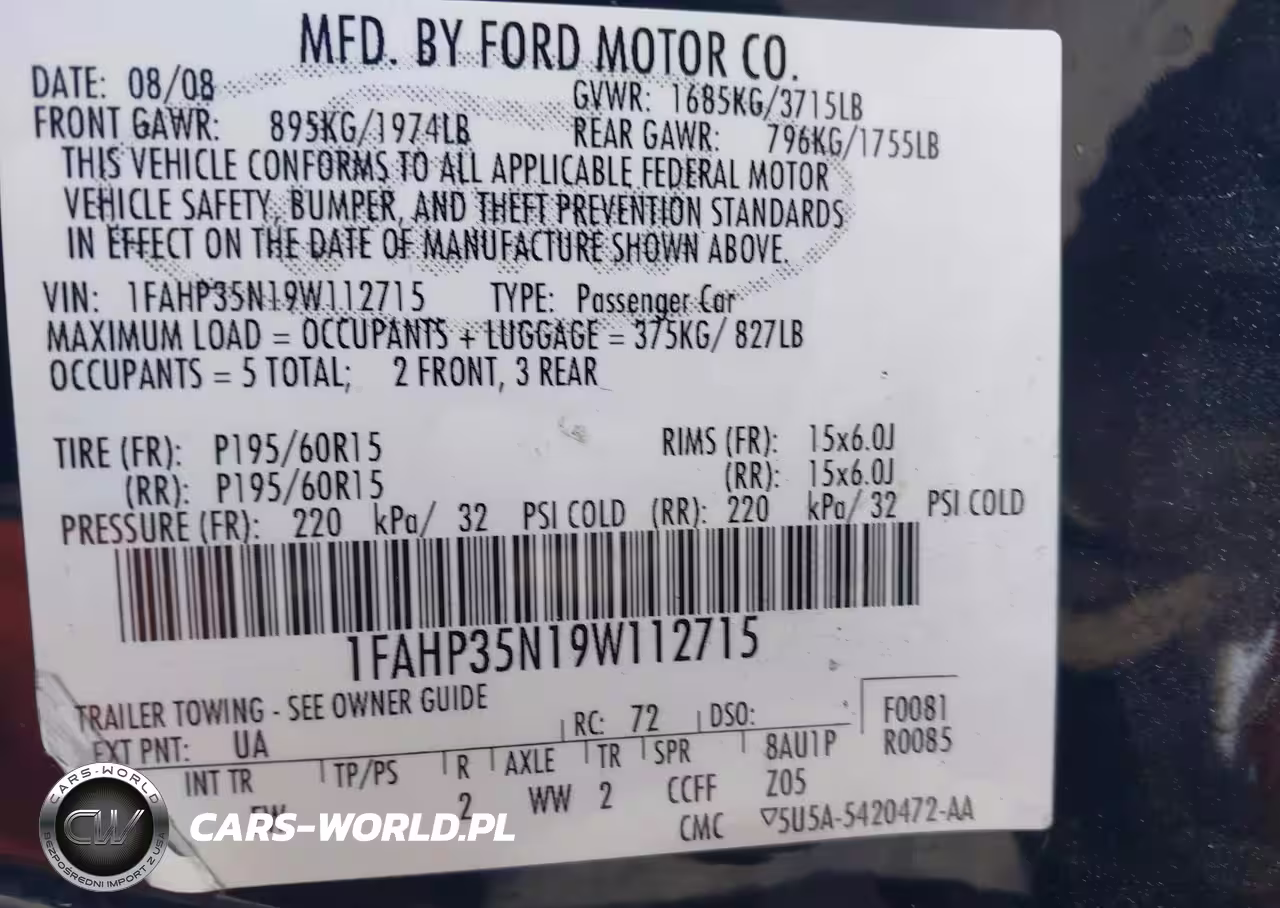 MFD. BY FORD MOTOR CO.
DATE: 08/08 GVWR: 1685KG/3715LB
FRONT GAWR: 895KG/1974LB REAR GAWR: 796KG/1755LB
THIS VEHICLE CONFORMS TO ALL APPLICABLE FEDERAL MOTOR
VEHICLE SAFETY, BUMPER, AND THEFT PREVENTION STANDARDS
IN EFFECT ON THE DATE OF MANUFACTURE SHOWN ABOVE.
VIN: 1FAHP35N19W112715 TYPE: Passenger Car
MAXIMUM LOAD = OCCUPANTS + LUGGAGE = 375KG/ 827LB
OCCUPANTS = 5 TOTAL; 2 FRONT, 3 REAR
TIRE (FR): P195/60R15 RIMS (FR): 15x6.0J
(RR): P195/60R15 (RR): 15x6.0J
PRESSURE (FR): 220 kPa/ 32 PSI COLD (RR): 220 kPa/ 32 PSI COLD
1FAHP35N19W112715
TRAILER TOWING - SEE OWNER GUIDE
RC: 72 DSO: F0081
EXT PNT: UA R0085
INT TR TP/PS R AXLE TR SPR 8AU1P
2 WW 2 CCFF Z05
CMC ▽5U5A-5420472-AA
CARS-WORLD
CW
BEZPOŚREDNI IMPORT Z USA
CARS-WORLD.PL